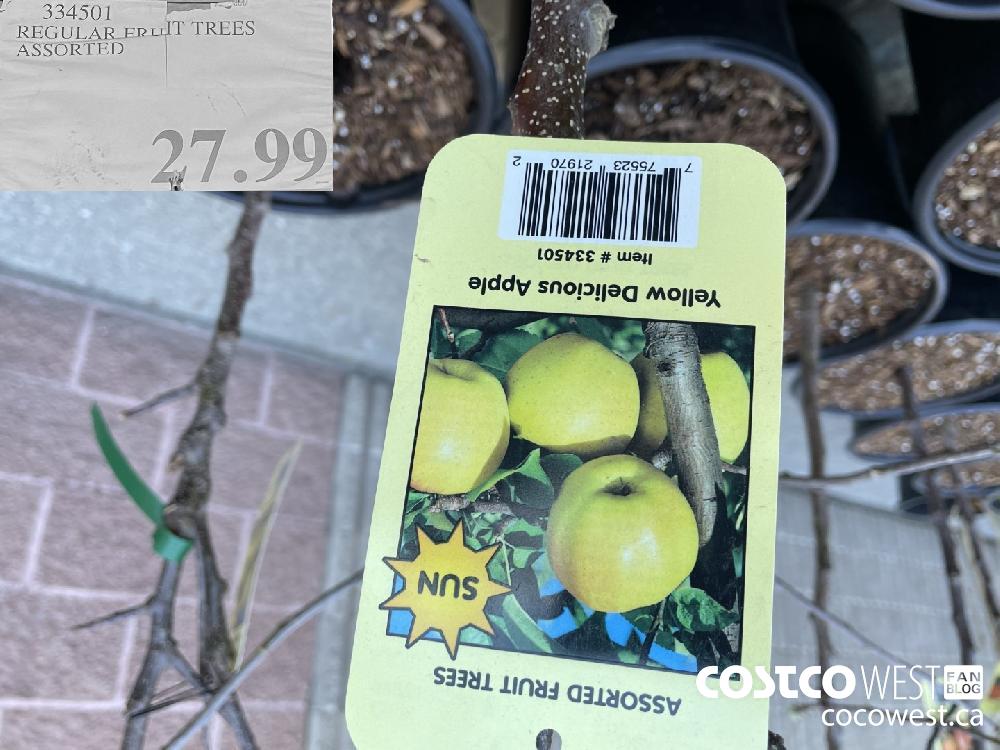 334501
REGULAR FRUIT TREES
ASSORTED
27.99
ASSORTED FRUIT TREES
SUN
Yellow Delicious Apple
Item # 334501
7 75523 21970 2
COSTCO WEST FAN BLOG
cocowest.ca